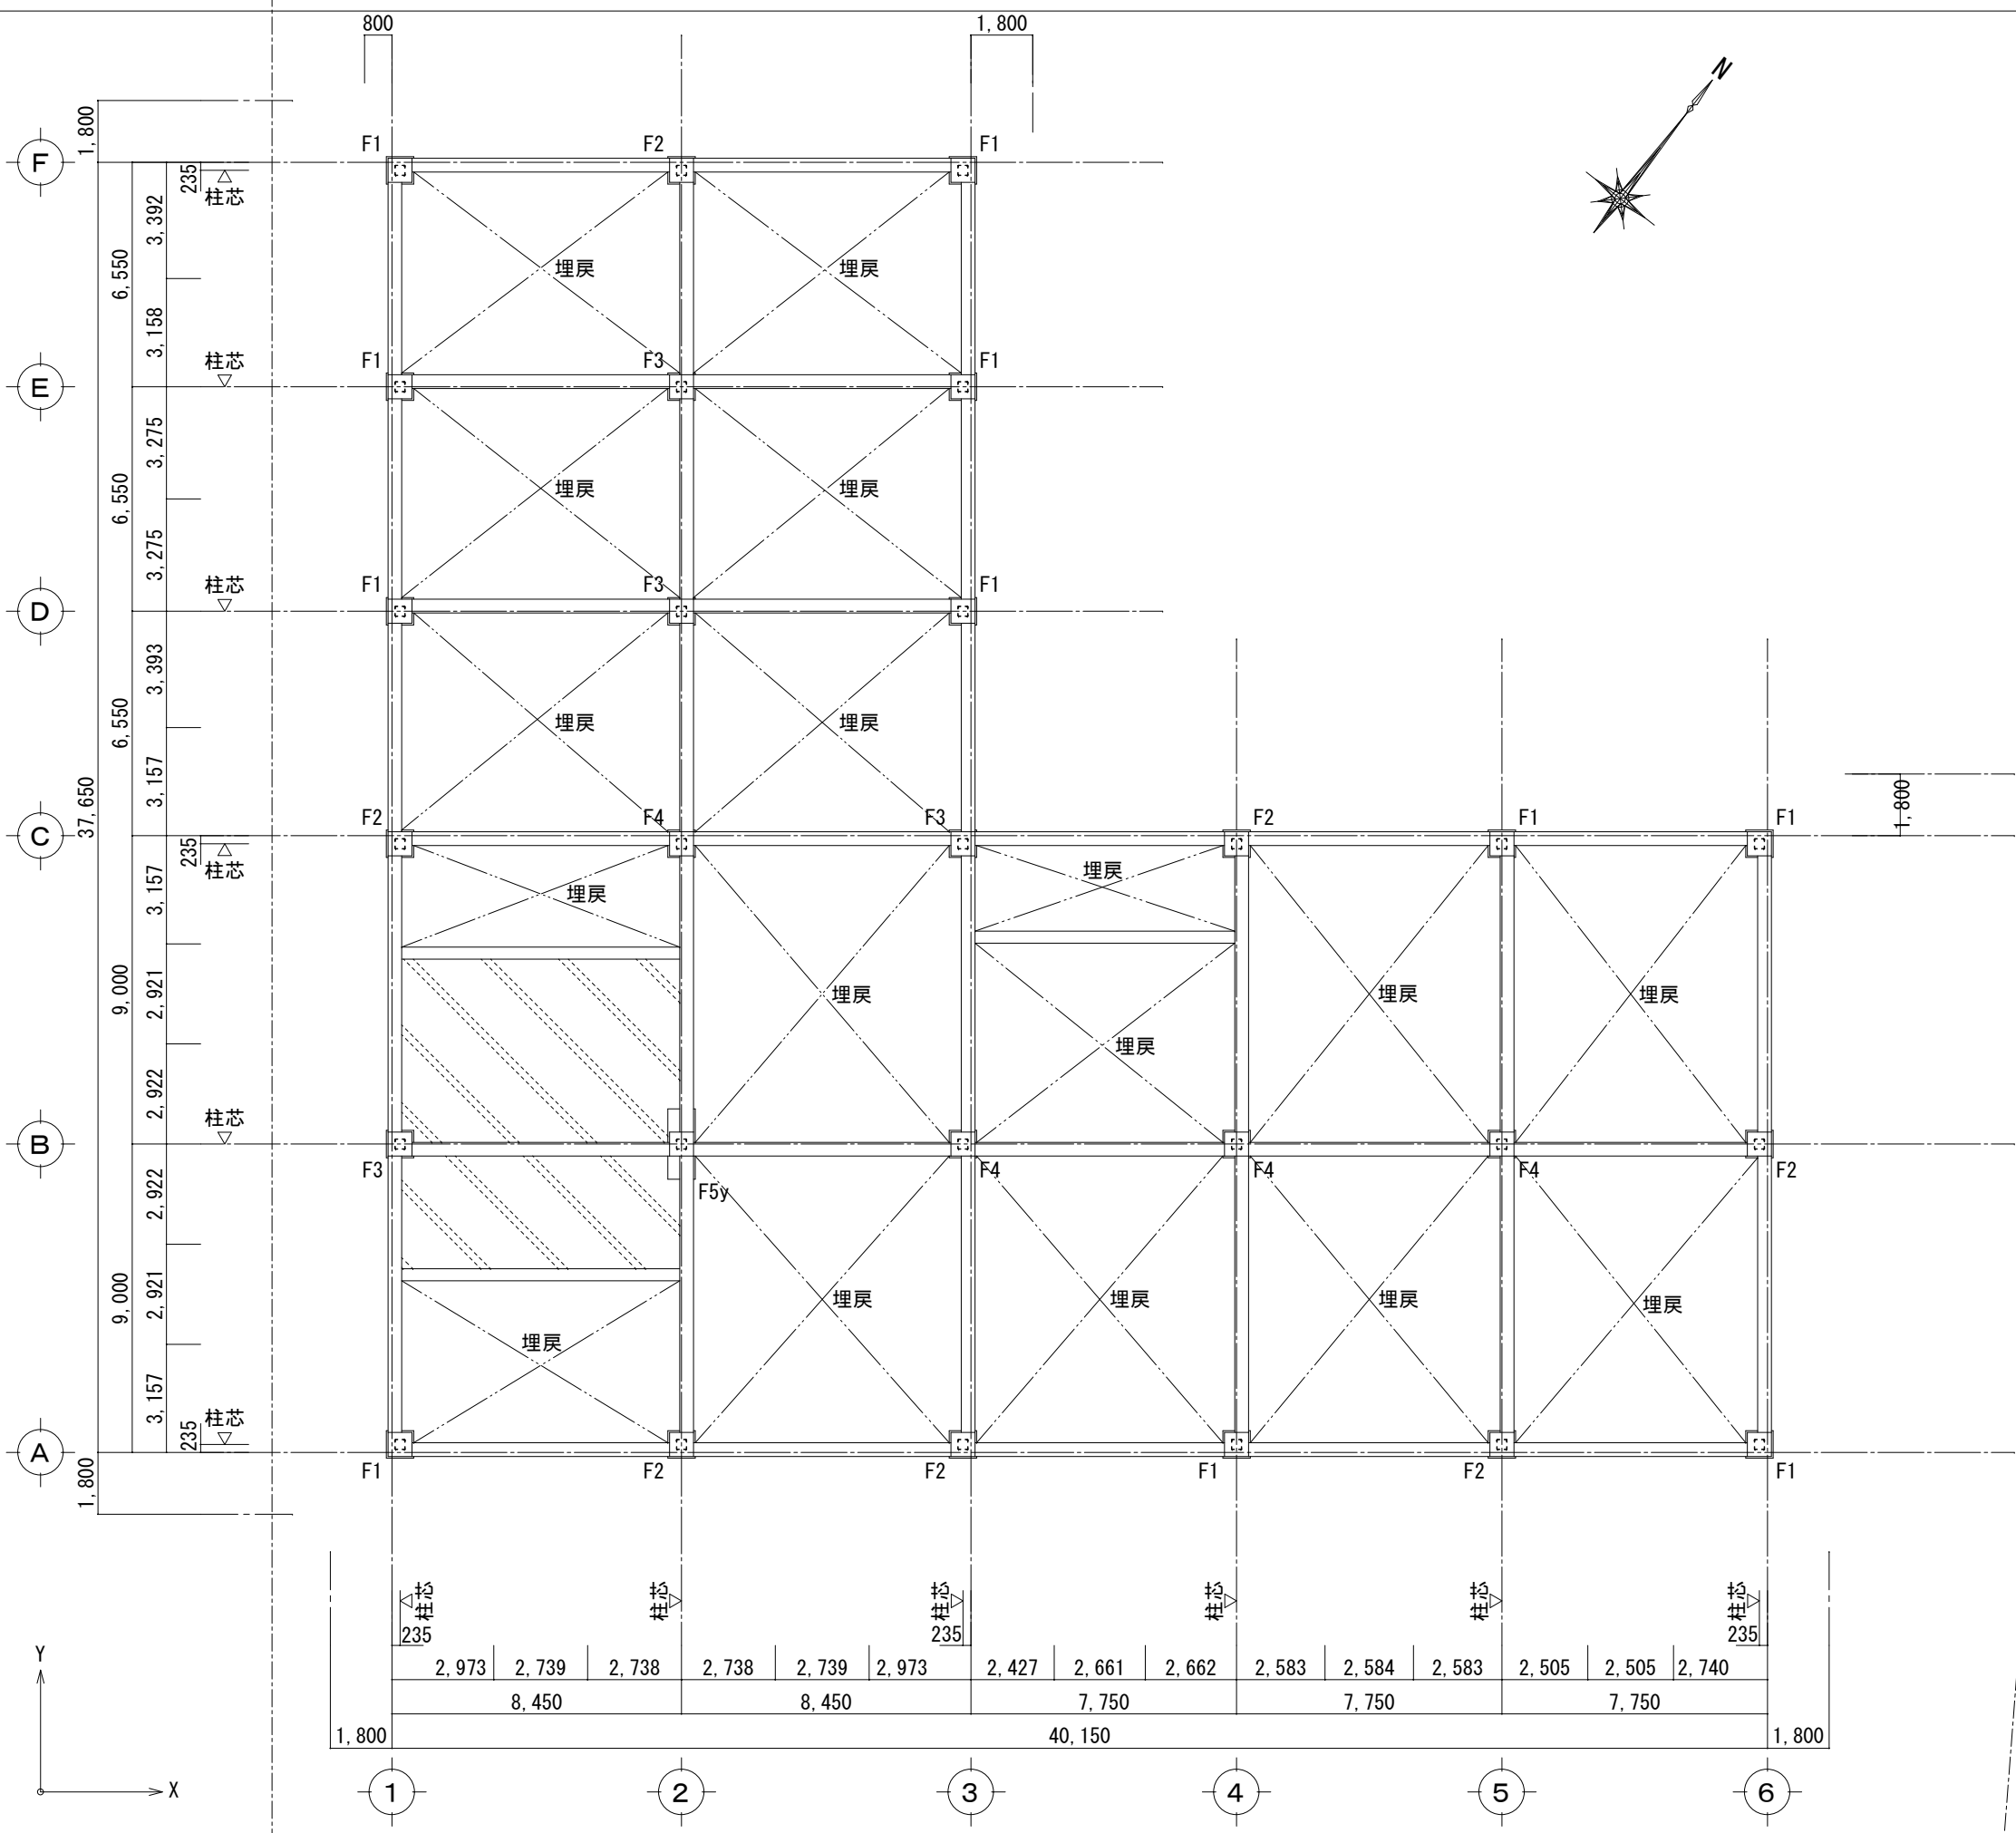 800
1,800
N
F
1,800
235
柱芯
F1
F2
F1
3,392
6,550
3,158
埋戻
埋戻
E
柱芯
F1
F3
F1
3,275
6,550
3,275
埋戻
埋戻
D
柱芯
F1
F3
F1
3,393
6,550
3,157
埋戻
埋戻
37,650
C
235
柱芯
F2
F4
F3
F2
F1
F1
1,800
3,157
9,000
2,921
2,922
埋戻
埋戻
埋戻
埋戻
埋戻
埋戻
B
柱芯
F3
F5y
F4
F4
F4
F2
2,922
9,000
2,921
3,157
埋戻
埋戻
埋戻
埋戻
埋戻
A
235
柱芯
1,800
F1
F2
F2
F1
F2
F1
柱芯
柱芯
柱芯
柱芯
柱芯
柱芯
235
235
235
2,973
2,739
2,738
2,738
2,739
2,973
2,427
2,661
2,662
2,583
2,584
2,583
2,505
2,505
2,740
8,450
8,450
7,750
7,750
7,750
1,800
40,150
1,800
Y
X
1
2
3
4
5
6